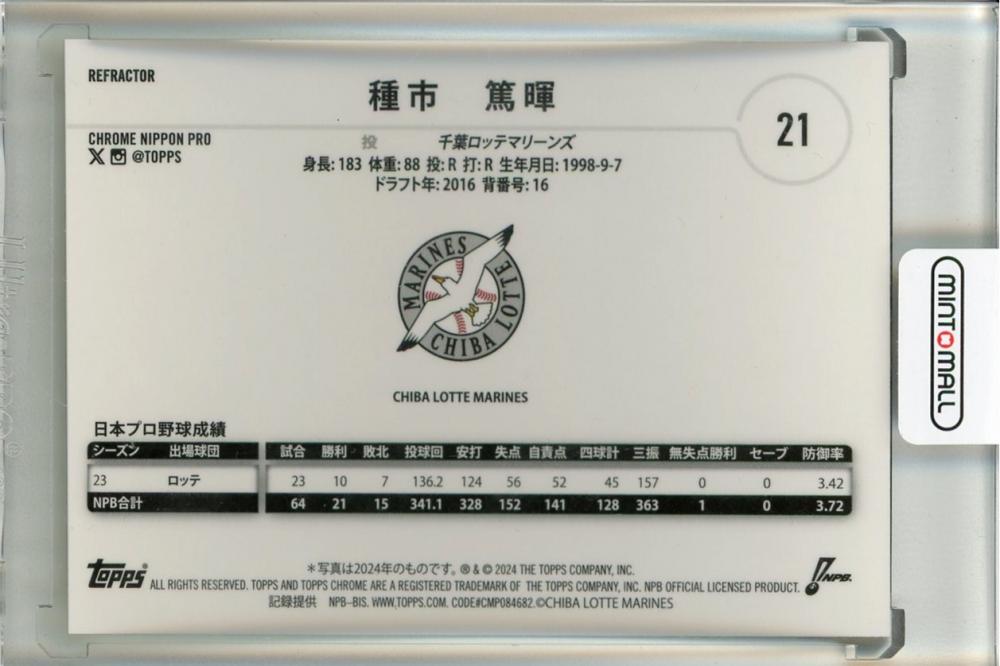 REFRACTOR
種市 篤暉
21
CHROME NIPPON PRO
@TOPPS
投 千葉ロッテマリーンズ
身長: 183 体重: 88 投: R 打: R 生年月日: 1998-9-7
ドラフト年: 2016 背番号: 16
MARINES
CHIBA LOTTE
CHIBA LOTTE MARINES
MINTMALL
日本プロ野球成績
シーズン 出場球団 試合 勝利 敗北 投球回 安打 失点 自責点 四球計 三振 無失点勝利 セーブ 防御率
23 ロッテ 23 10 7 136.2 124 56 52 45 157 0 0 3.42
NPB合計 64 21 15 341.1 328 152 141 128 363 1 0 3.72
topps
＊写真は2024年のものです。 ® & © 2024 THE TOPPS COMPANY, INC.
ALL RIGHTS RESERVED. TOPPS AND TOPPS CHROME ARE A REGISTERED TRADEMARK OF THE TOPPS COMPANY, INC. NPB OFFICIAL LICENSED PRODUCT.
記録提供 NPB-BIS. WWW.TOPPS.COM. CODE#CMP084682.©CHIBA LOTTE MARINES
NPB.